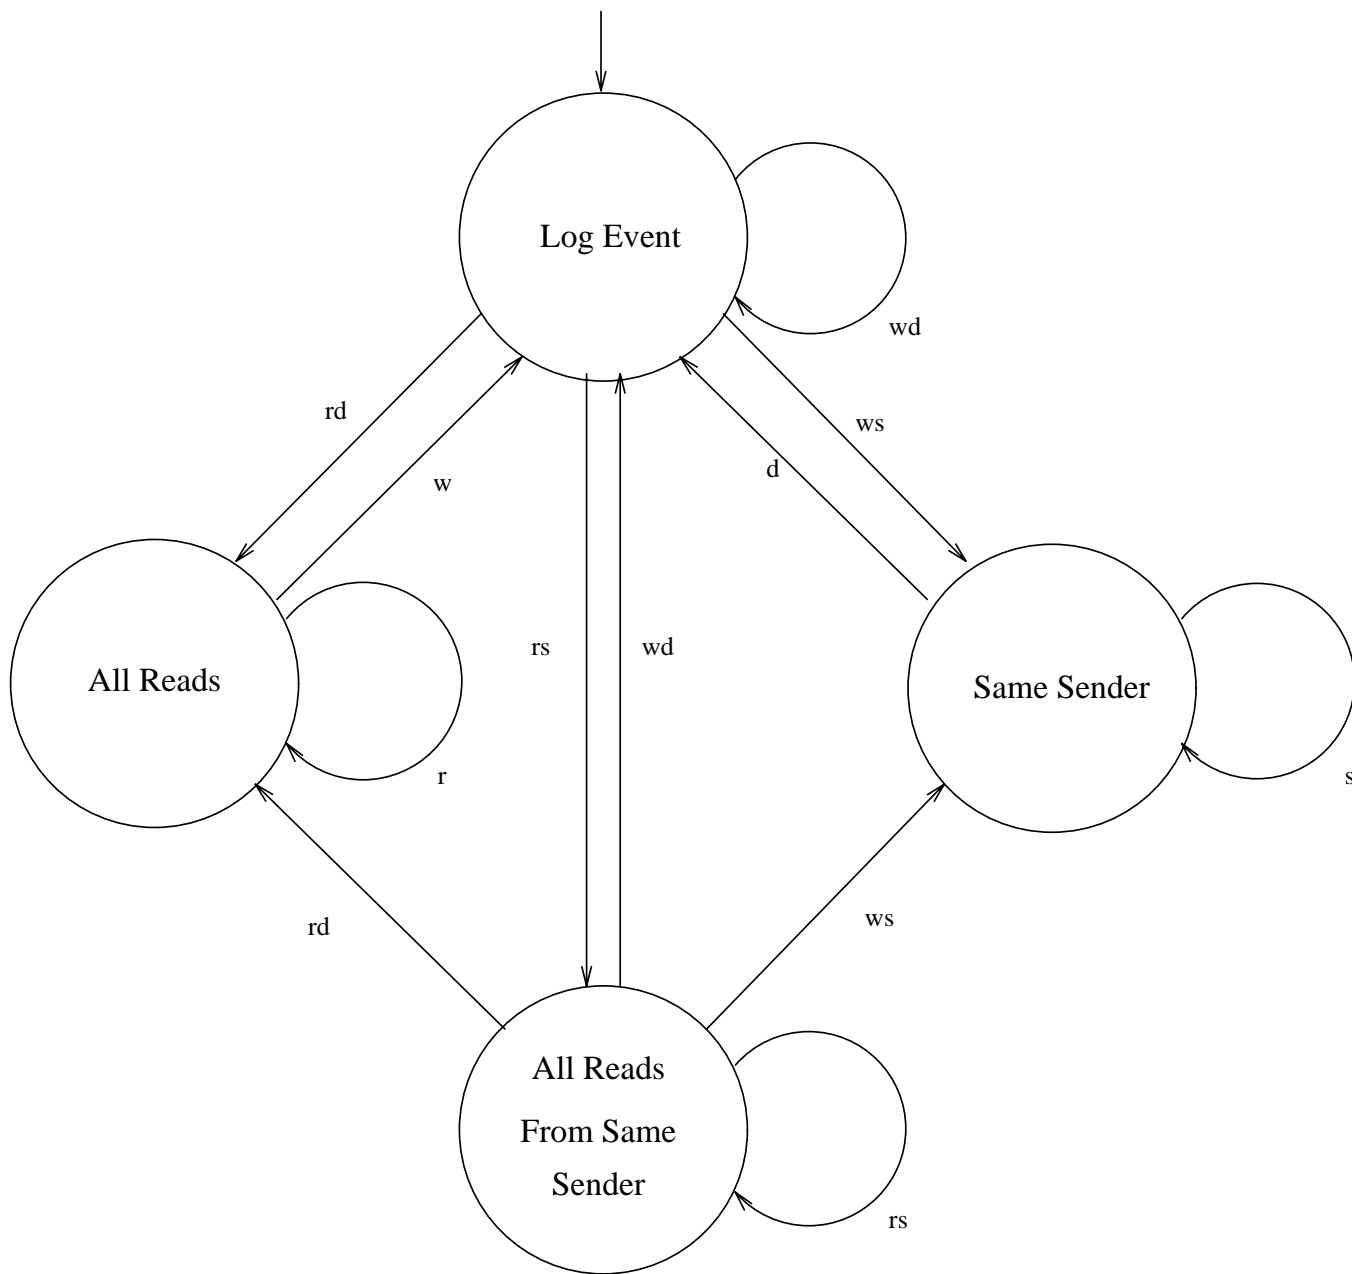 Log Event
wd
rd
ws
w
d
rs
wd
All Reads
Same Sender
r
s
rd
ws
All Reads
From Same
Sender
rs